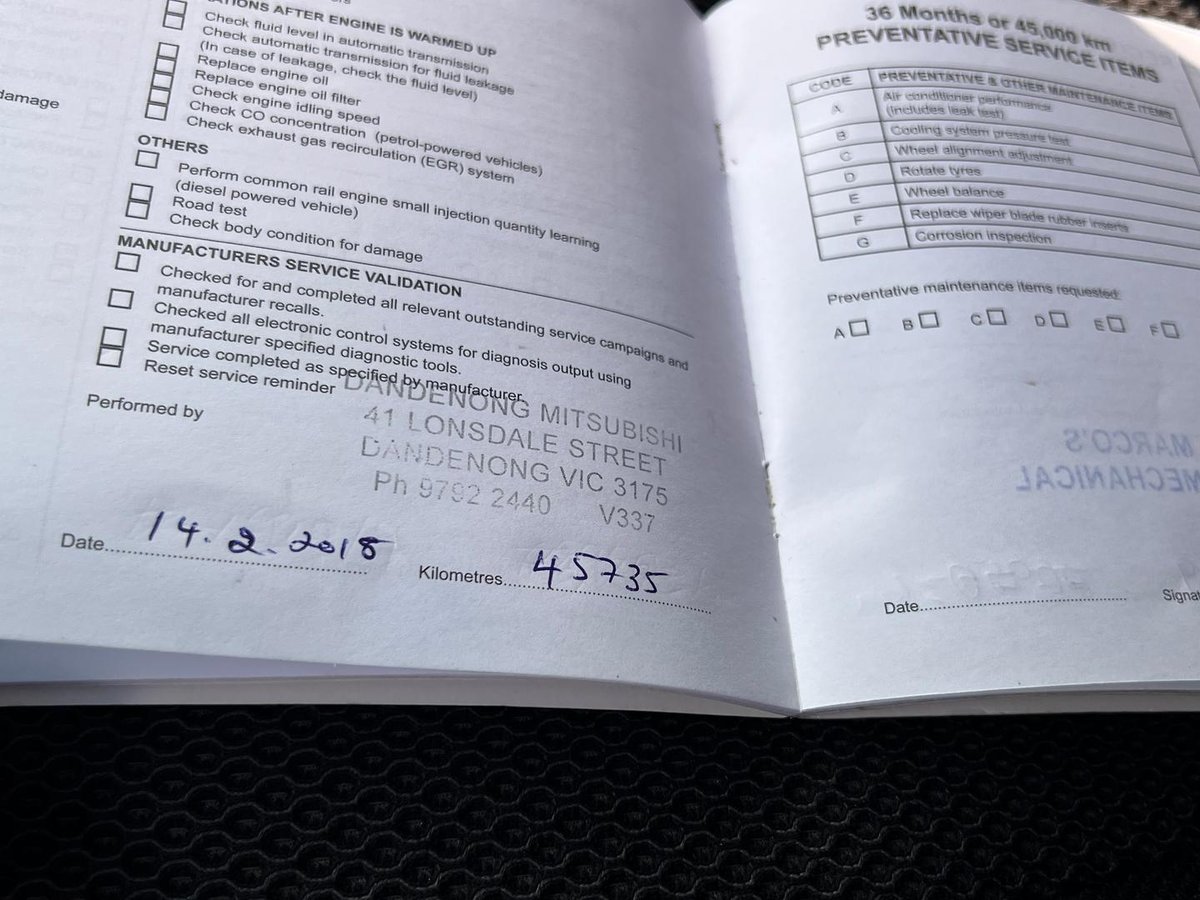 damage
AFTER ENGINE IS WARMED UP
Check fluid level in automatic transmission
Check automatic transmission for fluid leakage
(In case of leakage, check the fluid level)
Replace engine oil
Replace engine oil filter
Check engine idling speed
Check CO concentration (petrol-powered vehicles)
Check exhaust gas recirculation (EGR) system
OTHERS
Perform common rail engine small injection quantity learning
(diesel powered vehicle)
Road test
Check body condition for damage
MANUFACTURERS SERVICE VALIDATION
Checked for and completed all relevant outstanding service campaigns and
manufacturer recalls.
Checked all electronic control systems for diagnosis output using
manufacturer specified diagnostic tools.
Service completed as specified by manufacturer.
Reset service reminder
Performed by
DANDENONG MITSUBISHI
41 LONSDALE STREET
DANDENONG VIC 3175
Ph 9792 2440 V337
Date 14.2.2018 Kilometres 45735
36 Months or 45,000 km
PREVENTATIVE SERVICE ITEMS
CODE PREVENTATIVE & OTHER MAINTENANCE ITEMS
A Air conditioner performance
(includes leak test)
B Cooling system pressure test
C Wheel alignment adjustment
D Rotate tyres
E Wheel balance
F Replace wiper blade rubber inserts
G Corrosion inspection
Preventative maintenance items requested:
A B C D E F
MARCO'S
MECHANICAL
Date